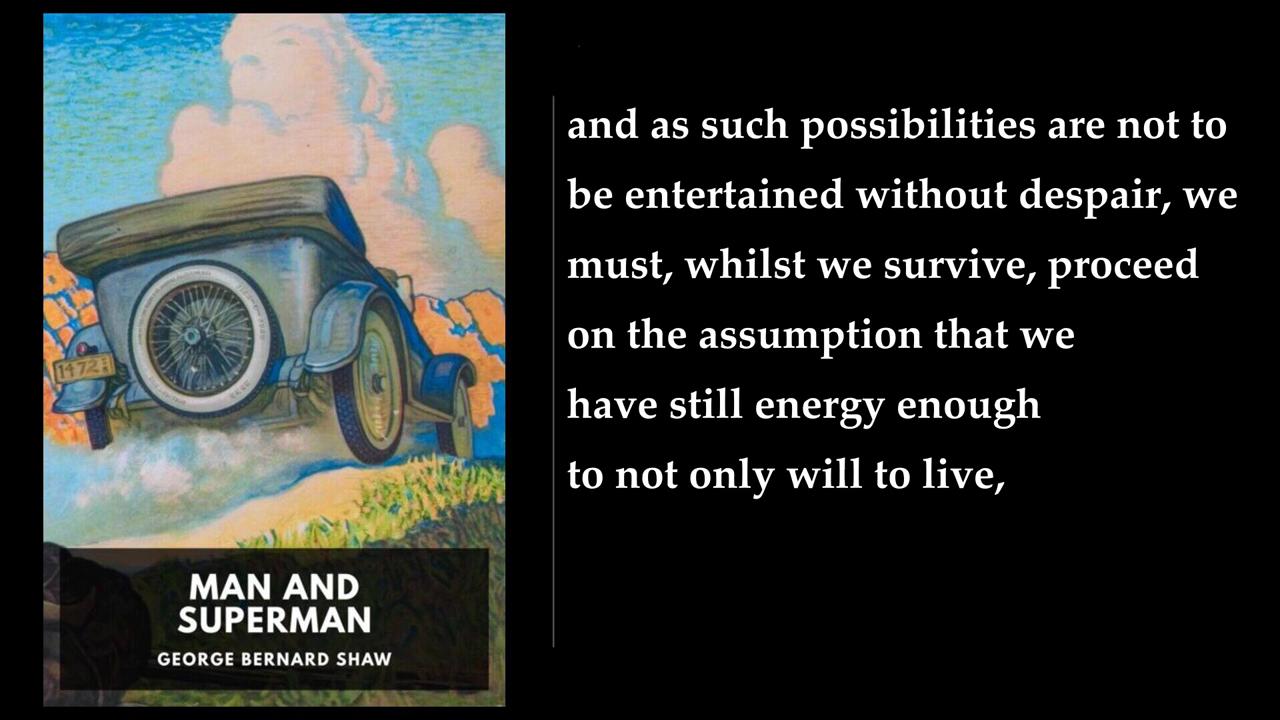 1472
MAN AND
SUPERMAN
GEORGE BERNARD SHAW
and as such possibilities are not to
be entertained without despair, we
must, whilst we survive, proceed
on the assumption that we
have still energy enough
to not only will to live,